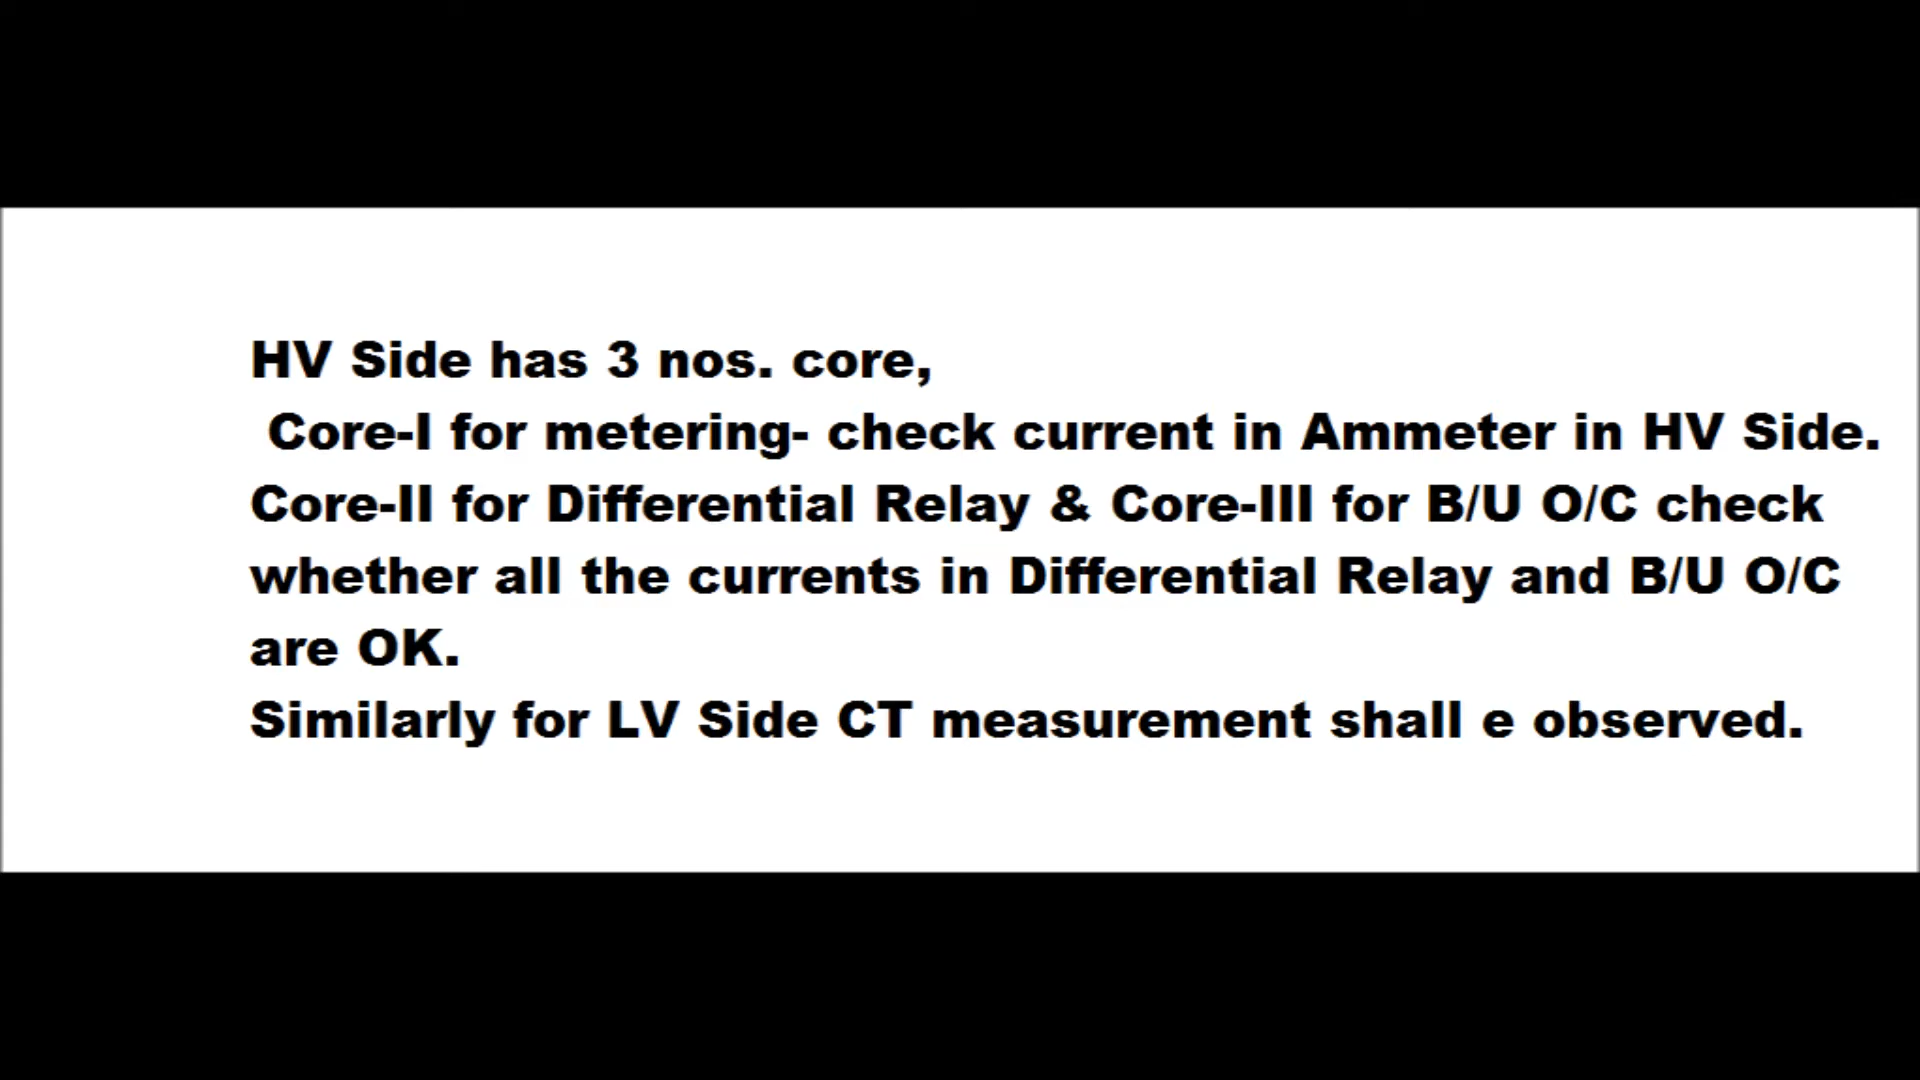 HV Side has 3 nos. core,
Core-I for metering- check current in Ammeter in HV Side.
Core-II for Differential Relay & Core-III for B/U O/C check
whether all the currents in Differential Relay and B/U O/C
are OK.
Similarly for LV Side CT measurement shall e observed.